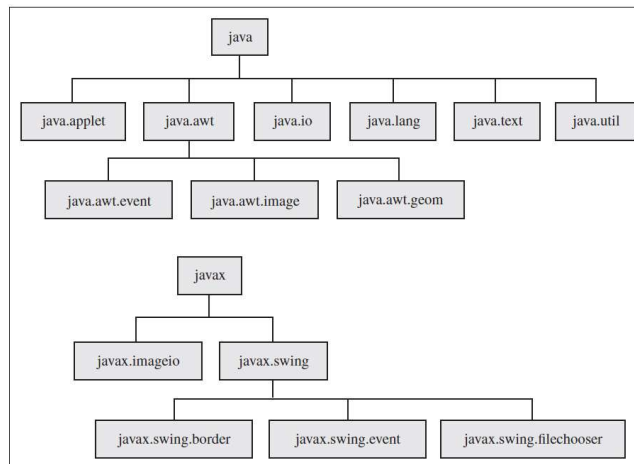 java
java.applet
java.awt
java.io
java.lang
java.text
java.util
java.awt.event
java.awt.image
java.awt.geom
javax
javax.imageio
javax.swing
javax.swing.border
javax.swing.event
javax.swing.filechooser